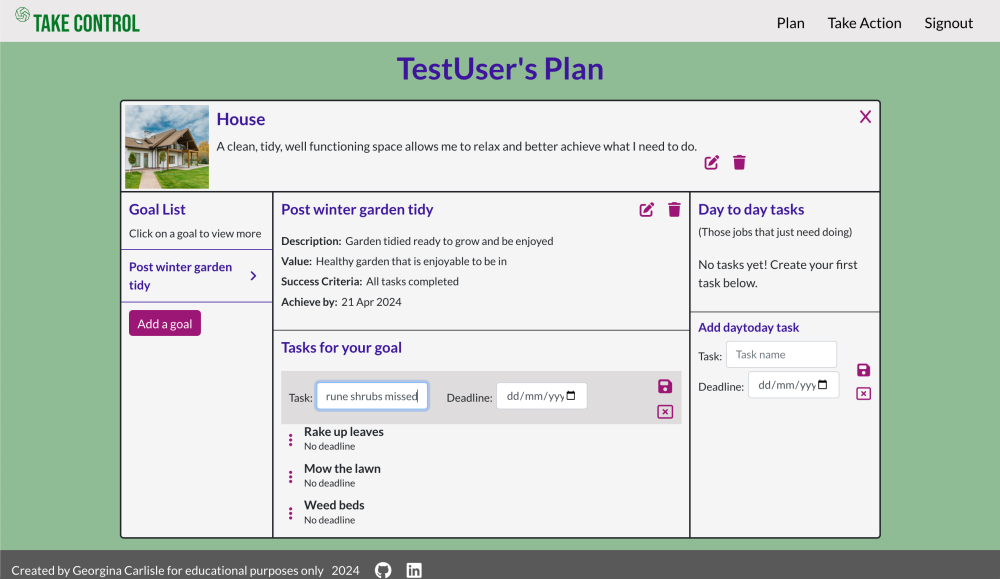 TAKE CONTROL
Plan
Take Action
Signout
TestUser's Plan
House
A clean, tidy, well functioning space allows me to relax and better achieve what I need to do.
Goal List
Click on a goal to view more
Post winter garden
tidy
Add a goal
Post winter garden tidy
Description: Garden tidied ready to grow and be enjoyed
Value: Healthy garden that is enjoyable to be in
Success Criteria: All tasks completed
Achieve by: 21 Apr 2024
Tasks for your goal
Task: rune shrubs missed Deadline: dd/mm/yyy
Rake up leaves
No deadline
Mow the lawn
No deadline
Weed beds
No deadline
Day to day tasks
(Those jobs that just need doing)
No tasks yet! Create your first
task below.
Add daytoday task
Task: Task name
Deadline: dd/mm/yyy
Created by Georgina Carlisle for educational purposes only 2024